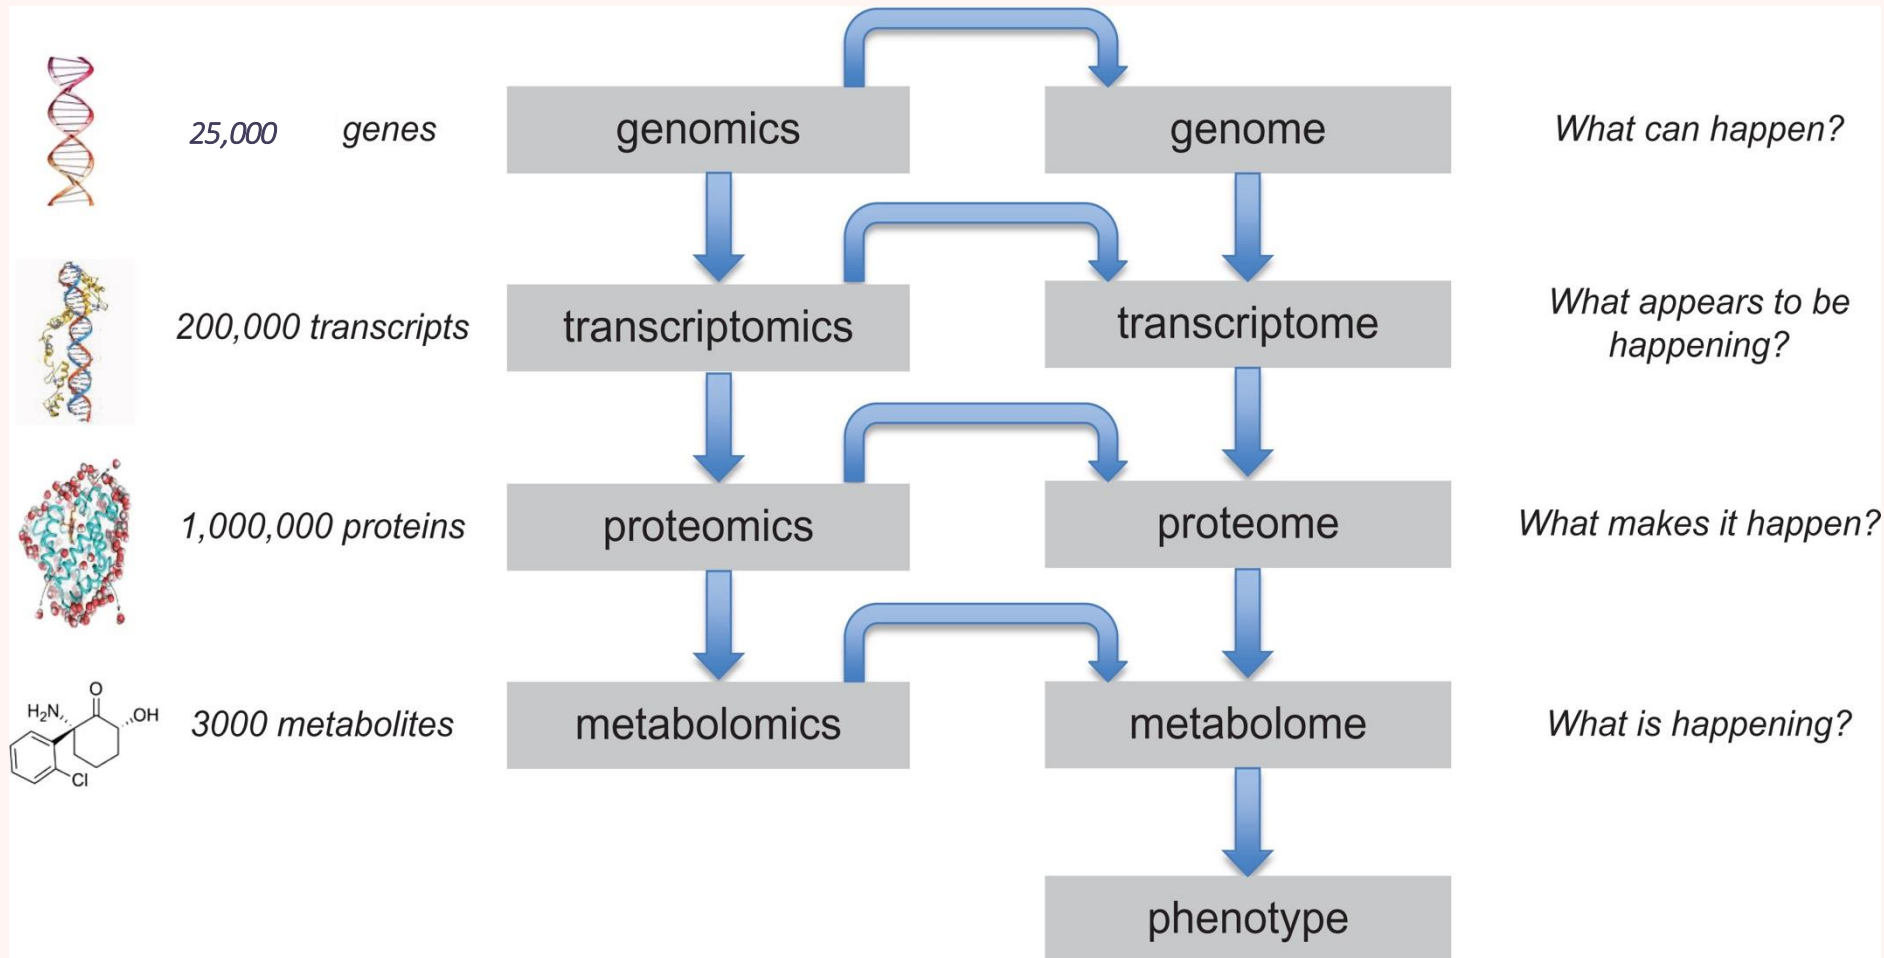 25,000 genes genomics genome What can happen?
200,000 transcripts transcriptomics transcriptome What appears to be
happening?
1,000,000 proteins proteomics proteome What makes it happen?
O
H₂N
OH
Cl
3000 metabolites metabolomics metabolome What is happening?
phenotype